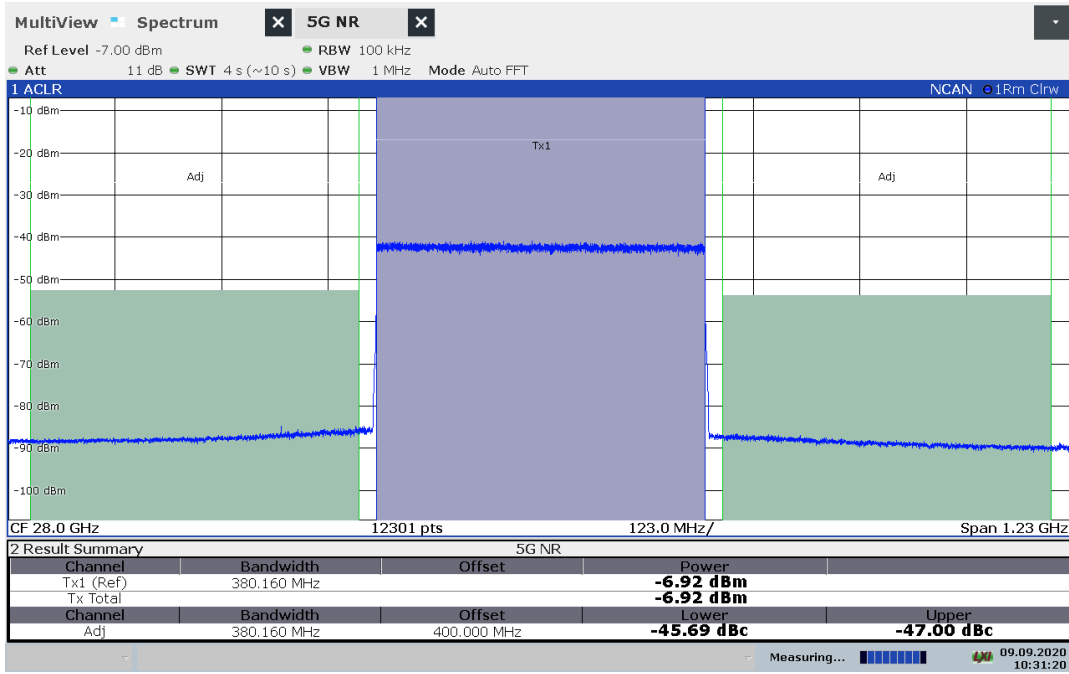 MultiView Spectrum X 5G NR X
Ref Level -7.00 dBm RBW 100 kHz
Att 11 dB SWT 4 s (~10 s) VBW 1 MHz Mode Auto FFT
1 ACLR NCAN 1Rm Clrw
-10 dBm
Tx1
-20 dBm
Adj Adj
-30 dBm
-40 dBm
-50 dBm
-60 dBm
-70 dBm
-80 dBm
-90 dBm
-100 dBm
CF 28.0 GHz 12301 pts 123.0 MHz/ Span 1.23 GHz
2 Result Summary 5G NR
Channel Bandwidth Offset Power
Tx1 (Ref) 380.160 MHz -6.92 dBm
Tx Total -6.92 dBm
Channel Bandwidth Offset Lower Upper
Adj 380.160 MHz 400.000 MHz -45.69 dBc -47.00 dBc
Measuring... LXI 09.09.2020
10:31:20